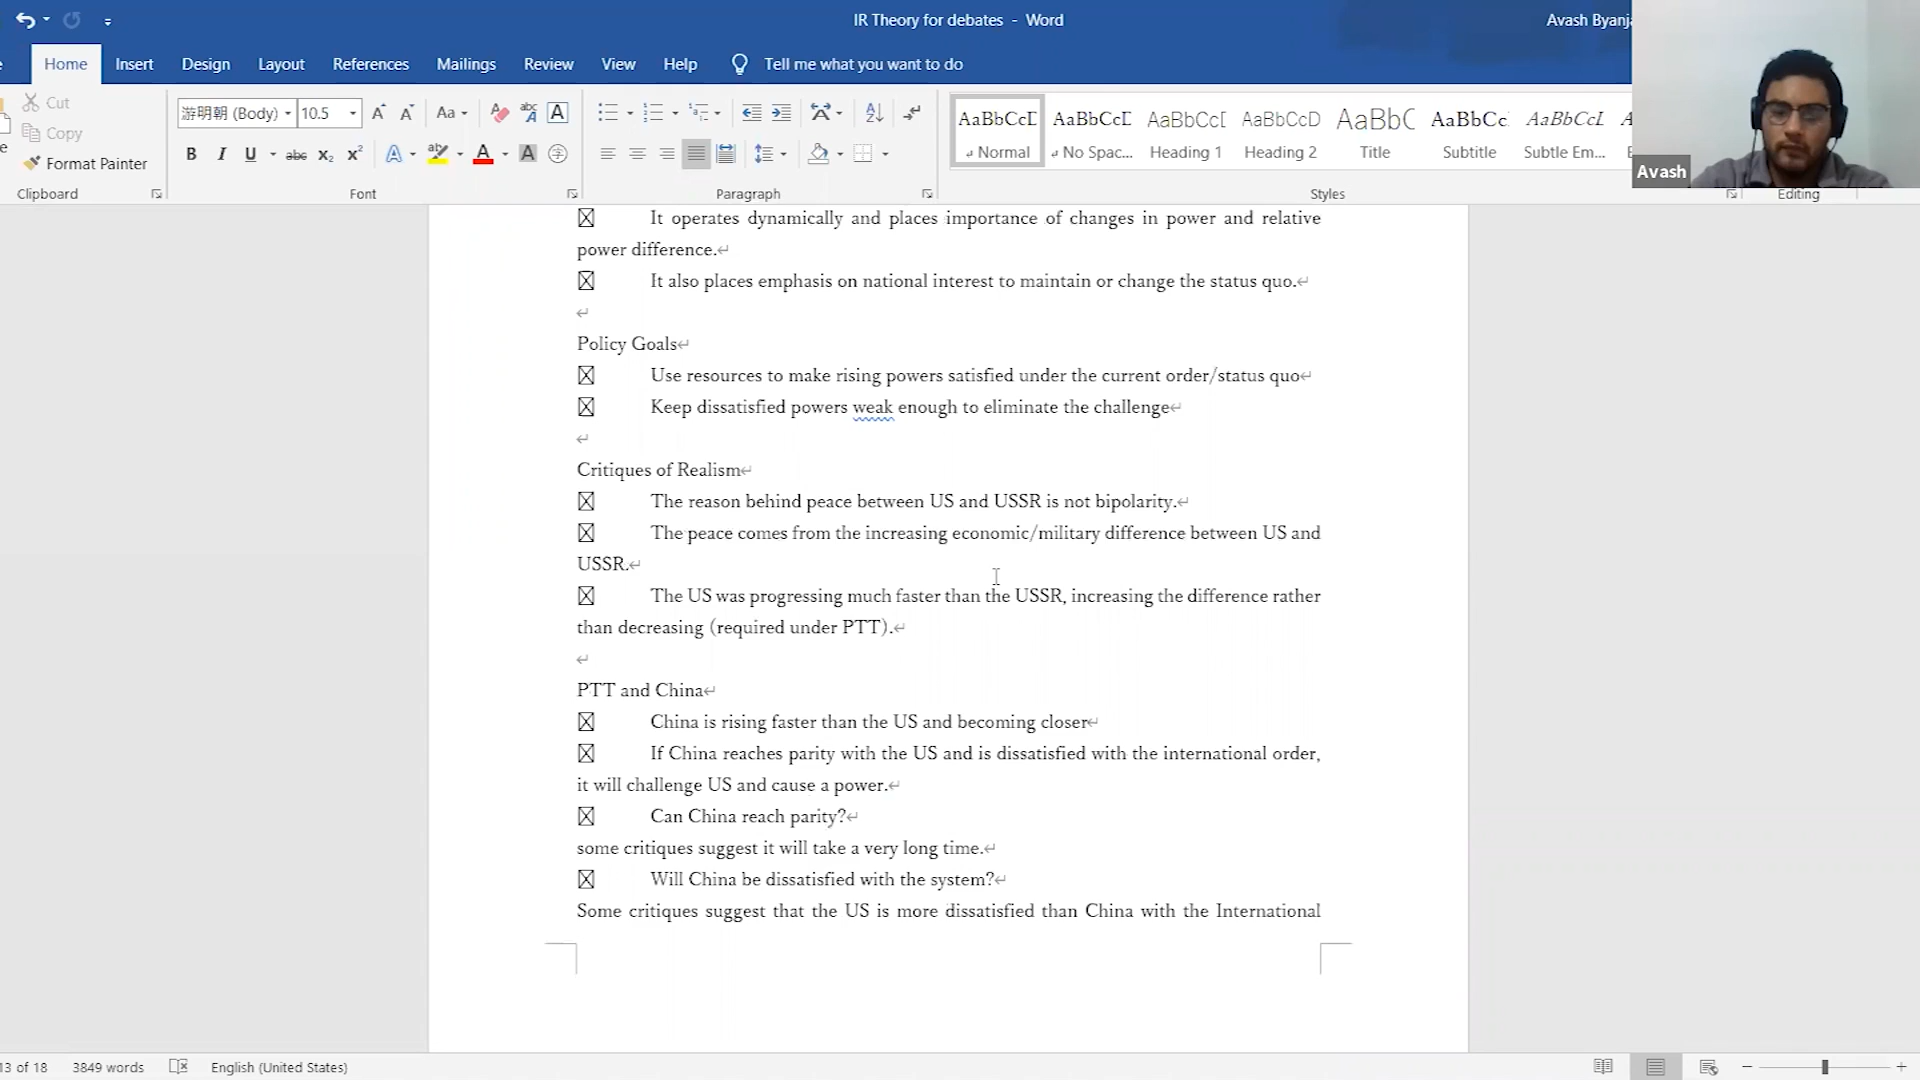 IR Theory for debates - Word
Avash Byanj
Home Insert Design Layout References Mailings Review View Help Tell me what you want to do
Cut
Copy
Format Painter
Clipboard
游明朝 (Body) 10.5
Font
Paragraph
AaBbCcD AaBbCcD AaBbCcD AaBbCcD AaBbC AaBbCc AaBbCcL
Normal No Spac... Heading 1 Heading 2 Title Subtitle Subtle Em...
Styles
Editing
Avash
It operates dynamically and places importance of changes in power and relative
power difference.
It also places emphasis on national interest to maintain or change the status quo.
Policy Goals
Use resources to make rising powers satisfied under the current order/status quo
Keep dissatisfied powers weak enough to eliminate the challenge
Critiques of Realism
The reason behind peace between US and USSR is not bipolarity.
The peace comes from the increasing economic/military difference between US and
USSR.
The US was progressing much faster than the USSR, increasing the difference rather
than decreasing (required under PTT).
PTT and China
China is rising faster than the US and becoming closer
If China reaches parity with the US and is dissatisfied with the international order,
it will challenge US and cause a power.
Can China reach parity?
some critiques suggest it will take a very long time.
Will China be dissatisfied with the system?
Some critiques suggest that the US is more dissatisfied than China with the International
13 of 18 3849 words English (United States)